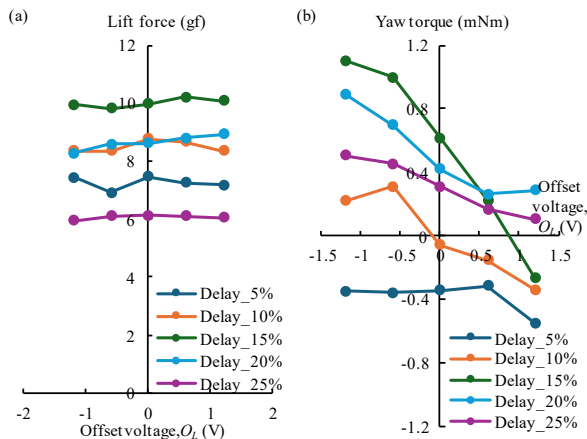 (a)
Lift force (gf)
12
10
8
6
4
2
0
-2
-1
0
1
2
Offset voltage, O_L (V)
Delay_5%
Delay_10%
Delay_15%
Delay_20%
Delay_25%
(b)
Yaw torque (mNm)
1.2
0.8
0.4
0
-0.4
-0.8
-1.2
-1.5
-1
-0.5
0
0.5
1
1.5
Offset
voltage,
O_L (V)
Delay_5%
Delay_10%
Delay_15%
Delay_20%
Delay_25%